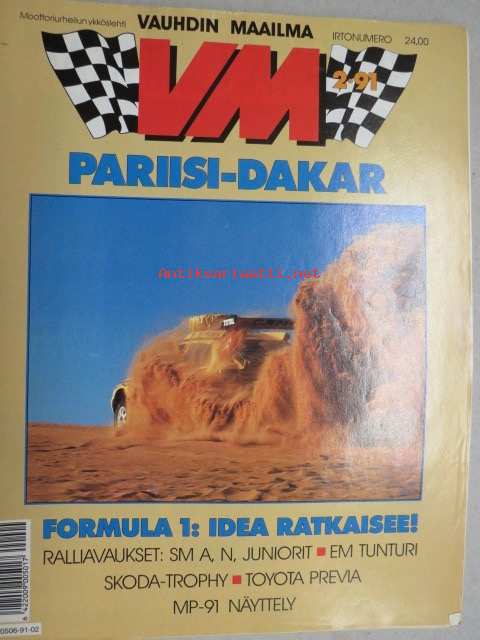 Moottoriurheilun ykköslehti
VAUHDIN MAAILMA
IRTONUMERO 24,00
VM
2-91
PARIISI-DAKAR
Antikvariaatti.net
FORMULA 1: IDEA RATKAISEE!
RALLIAVAUKSET: SM A, N, JUNIORIT ▪ EM TUNTURI
SKODA-TROPHY ▪ TOYOTA PREVIA
MP-91 NÄYTTELY
0506-91-02